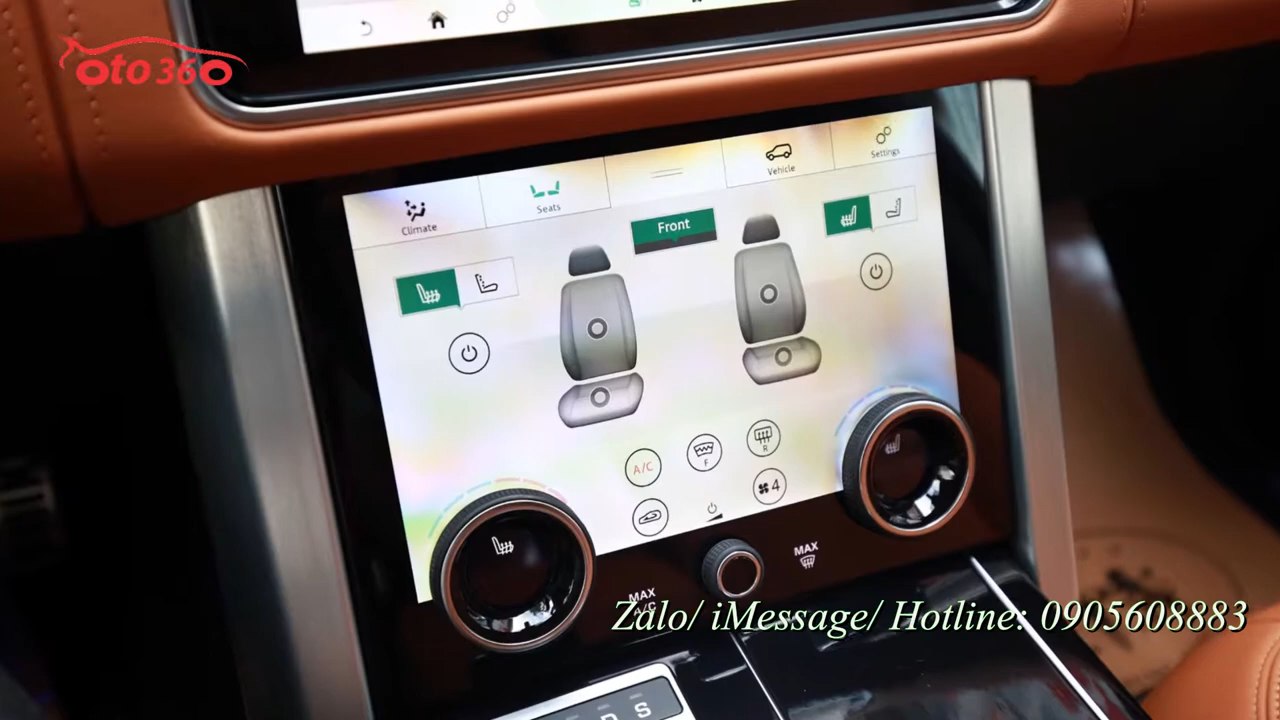 oto360
Climate
Seats
Vehicle
Settings
Front
A/C
F
R
4
MAX
A/C
MAX
Zalo/ iMessage/ Hotline: 0905608883
D S